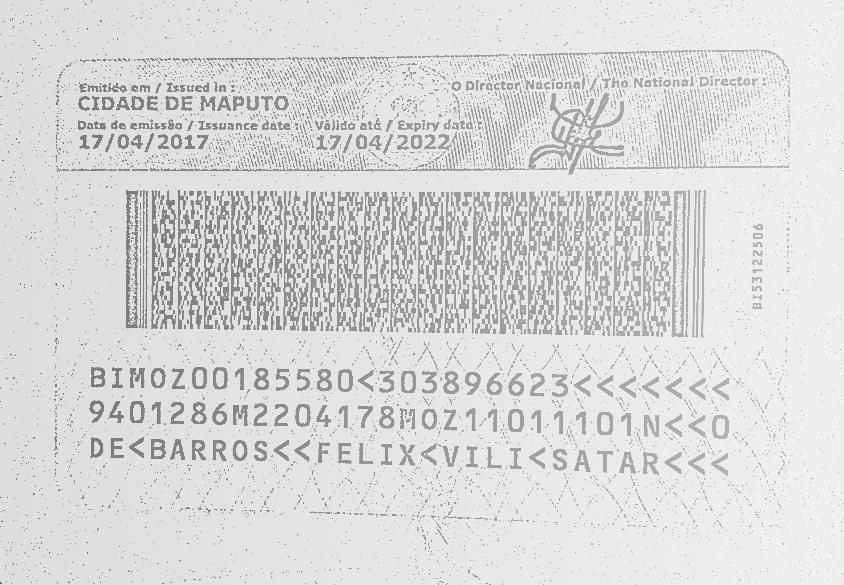 Emitido em / Issued in :
CIDADE DE MAPUTO
O Director Nacional / The National Director :
Data de emissão / Issuance date :
Válido até / Expiry date :
17/04/2017
17/04/2022
BI53122506
BIMOZ00185580<303896623<<<<<<<
9401286M2204178MOZ11011101N<<0
DE<BARROS<<FELIX<VILI<SATAR<<<